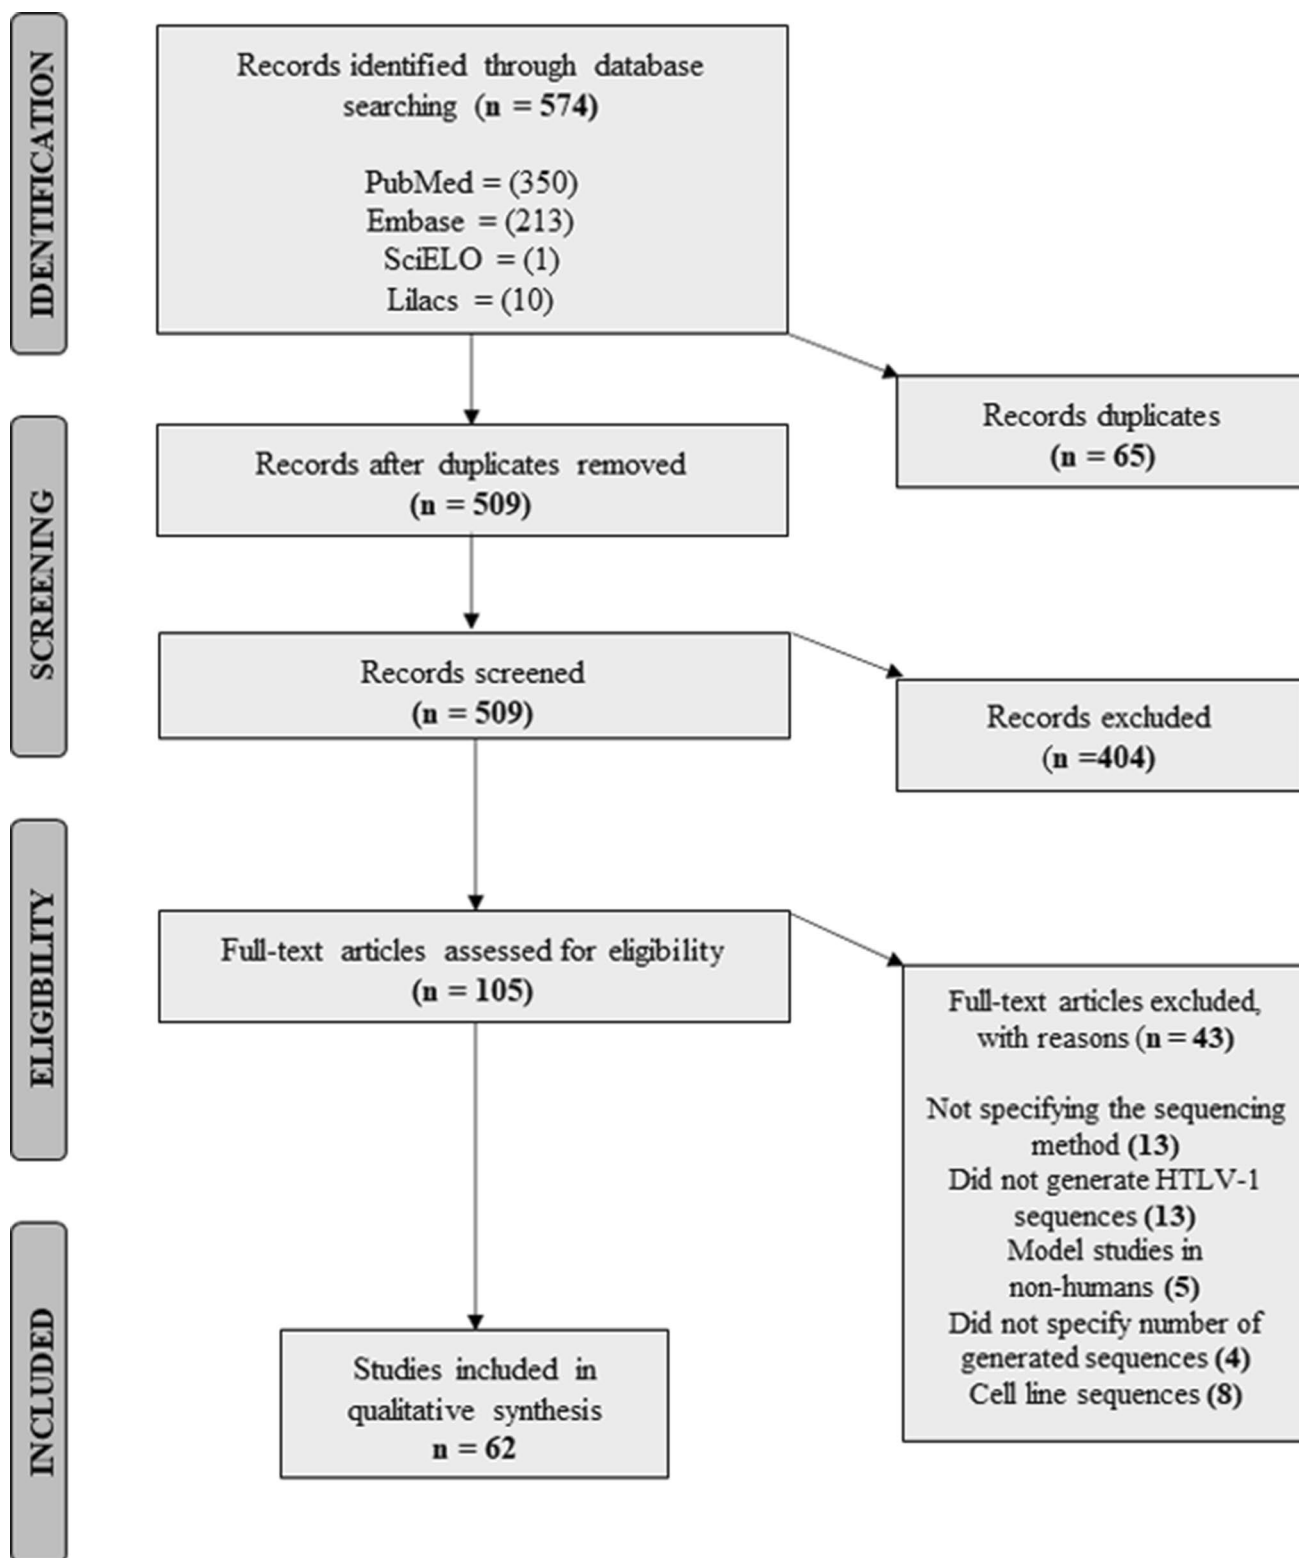 IDENTIFICATION
Records identified through database
searching (n = 574)
PubMed = (350)
Embase = (213)
SciELO = (1)
Lilacs = (10)
Records duplicates
(n = 65)
SCREENING
Records after duplicates removed
(n = 509)
Records screened
(n = 509)
Records excluded
(n =404)
ELIGIBILITY
Full-text articles assessed for eligibility
(n = 105)
Full-text articles excluded,
with reasons (n = 43)
Not specifying the sequencing
method (13)
Did not generate HTLV-1
sequences (13)
Model studies in
non-humans (5)
Did not specify number of
generated sequences (4)
Cell line sequences (8)
INCLUDED
Studies included in
qualitative synthesis
n = 62